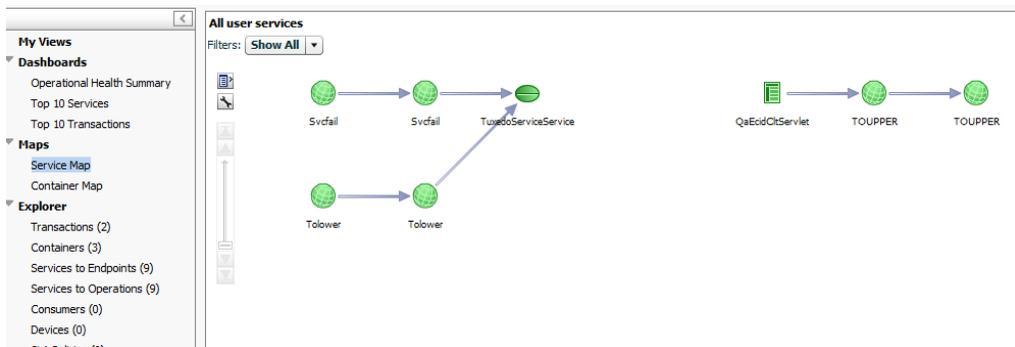 My Views
Dashboards
Operational Health Summary
Top 10 Services
Top 10 Transactions
Maps
Service Map
Container Map
Explorer
Transactions (2)
Containers (3)
Services to Endpoints (9)
Services to Operations (9)
Consumers (0)
Devices (0)
All user services
Filters: Show All
Svcfail Svcfail TuxedoServiceService QaEcidCltServlet TOUPPER TOUPPER
Tolower Tolower